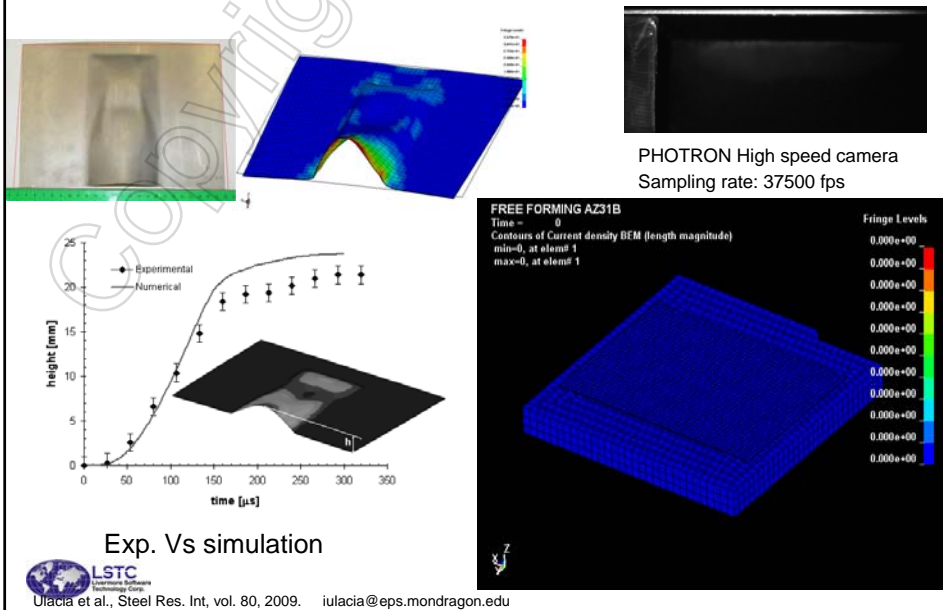 Copyrig
PHOTRON High speed camera
Sampling rate: 37500 fps
Fringe Levels
FREE FORMING AZ31B
Time = 0
Contours of Current density BEM (length magnitude)
min=0, at elem# 1
max=0, at elem# 1
Fringe Levels
0.000e+00
0.000e+00
0.000e+00
0.000e+00
0.000e+00
0.000e+00
0.000e+00
0.000e+00
0.000e+00
0.000e+00
0.000e+00
X Y Z
25
20
15
10
5
0
height [mm]
Experimental
Numerical
h
0 50 100 150 200 250 300 350
time [µs]
Exp. Vs simulation
LSTC
Livermore Software
Technology Corp.
Ulacia et al., Steel Res. Int, vol. 80, 2009. iulacia@eps.mondragon.edu